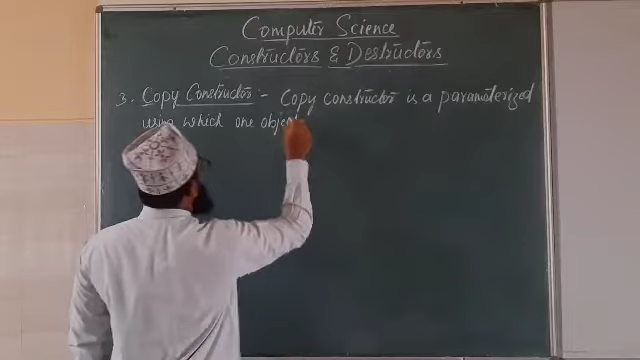 Computer Science
Constructors & Destructors
3. Copy Constructor :- Copy constructor is a parameterized
using which one object